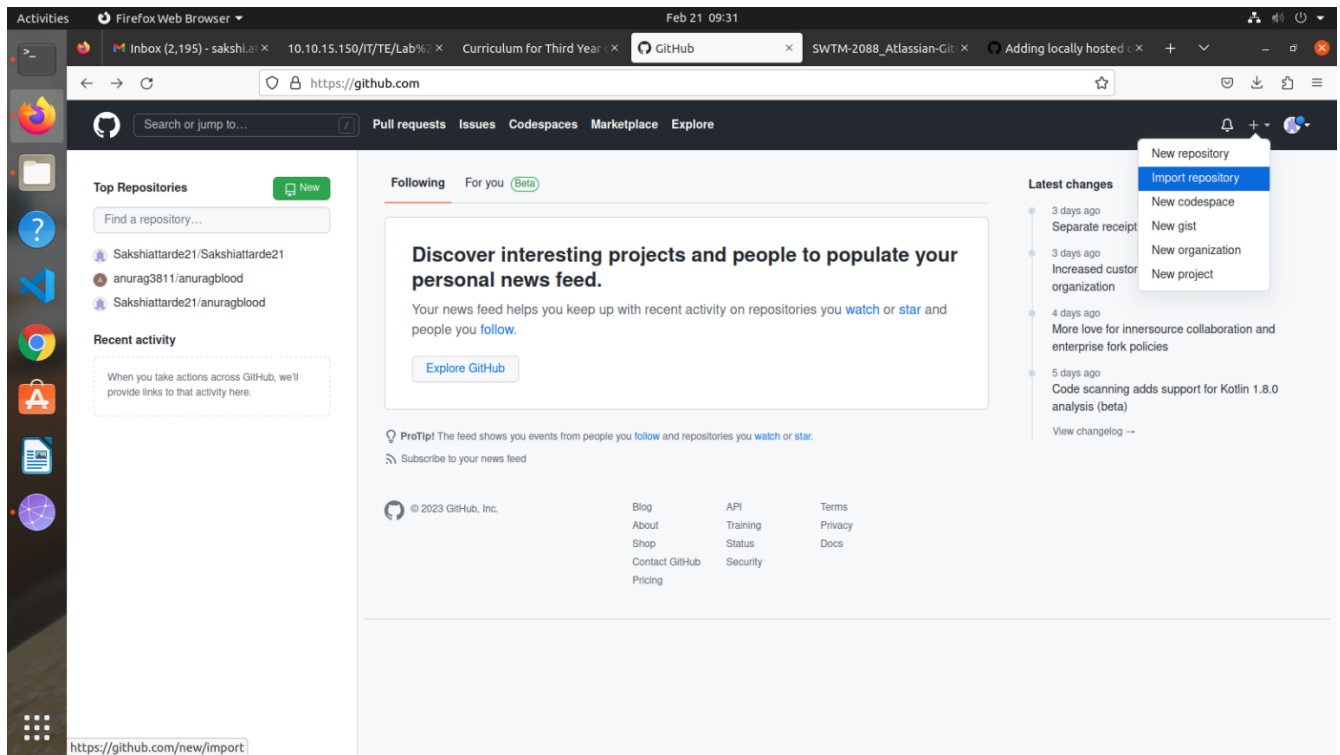 Activities
Firefox Web Browser
Feb 21 09:31
Inbox (2,195) - sakshi.at
10.10.15.150/IT/TE/Lab%2
Curriculum for Third Year
GitHub
SWTM-2088_Atlassian-Git
Adding locally hosted c
https://github.com
Search or jump to...
/
Pull requests
Issues
Codespaces
Marketplace
Explore
New repository
Import repository
New codespace
New gist
New organization
New project
Top Repositories
New
Find a repository…
Sakshiattarde21/Sakshiattarde21
anurag3811/anuragblood
Sakshiattarde21/anuragblood
Recent activity
When you take actions across GitHub, we'll
provide links to that activity here.
Following
For you
Beta
Discover interesting projects and people to populate your
personal news feed.
Your news feed helps you keep up with recent activity on repositories you watch or star and
people you follow.
Explore GitHub
ProTip! The feed shows you events from people you follow and repositories you watch or star.
Subscribe to your news feed
Latest changes
3 days ago
Separate receipt
3 days ago
Increased custor
organization
4 days ago
More love for innersource collaboration and
enterprise fork policies
5 days ago
Code scanning adds support for Kotlin 1.8.0
analysis (beta)
View changelog →
© 2023 GitHub, Inc.
Blog
About
Shop
Contact GitHub
Pricing
API
Training
Status
Security
Terms
Privacy
Docs
https://github.com/new/import